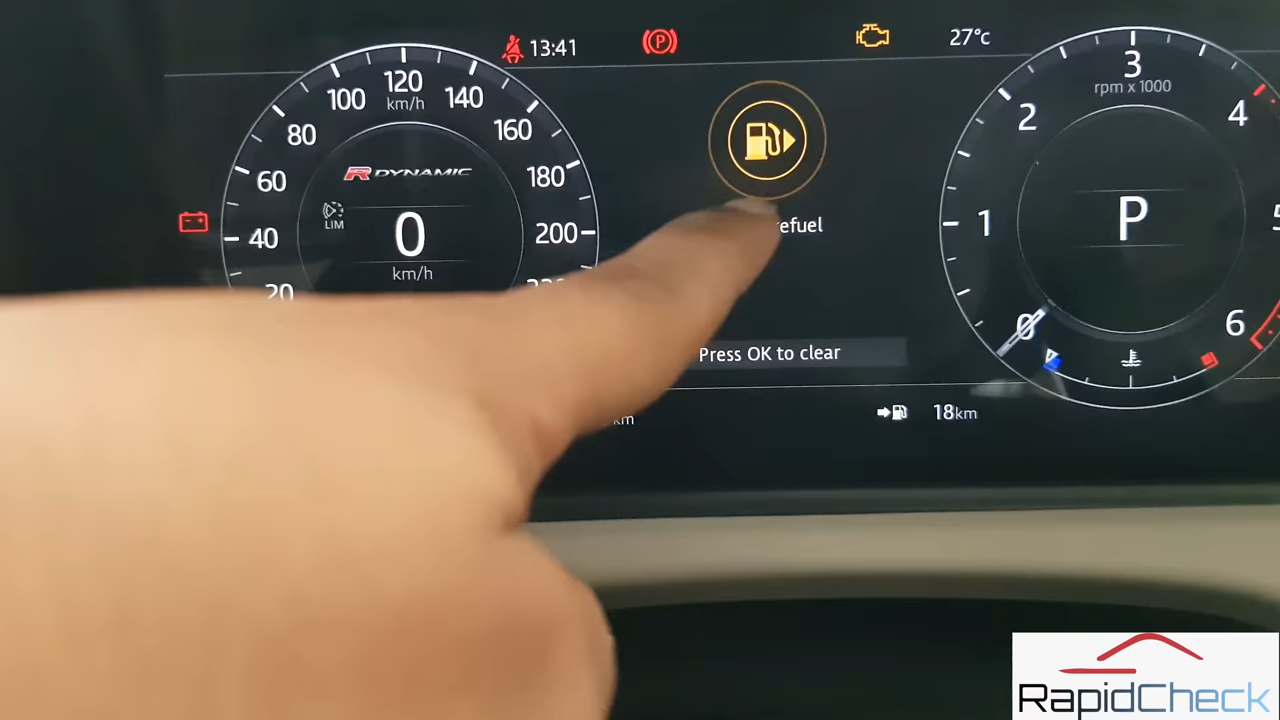 13:41
P
27°c
120
km/h
100
140
80
160
60
180
40
200
20
R DYNAMIC
LIM
0
km/h
refuel
Press OK to clear
km
18km
3
rpm x 1000
2
4
1
P
0
6
RapidCheck